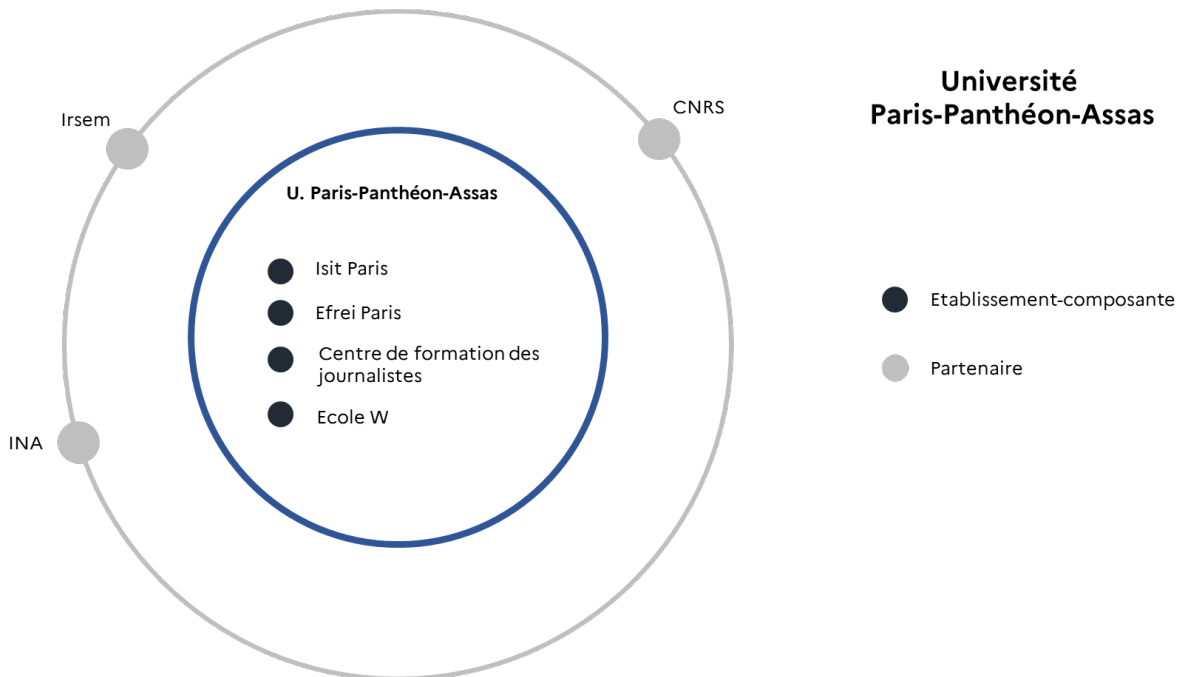 Université
Paris-Panthéon-Assas
Irsem
CNRS
U. Paris-Panthéon-Assas
Isit Paris
Efrei Paris
Centre de formation des
journalistes
Ecole W
INA
Etablissement-composante
Partenaire